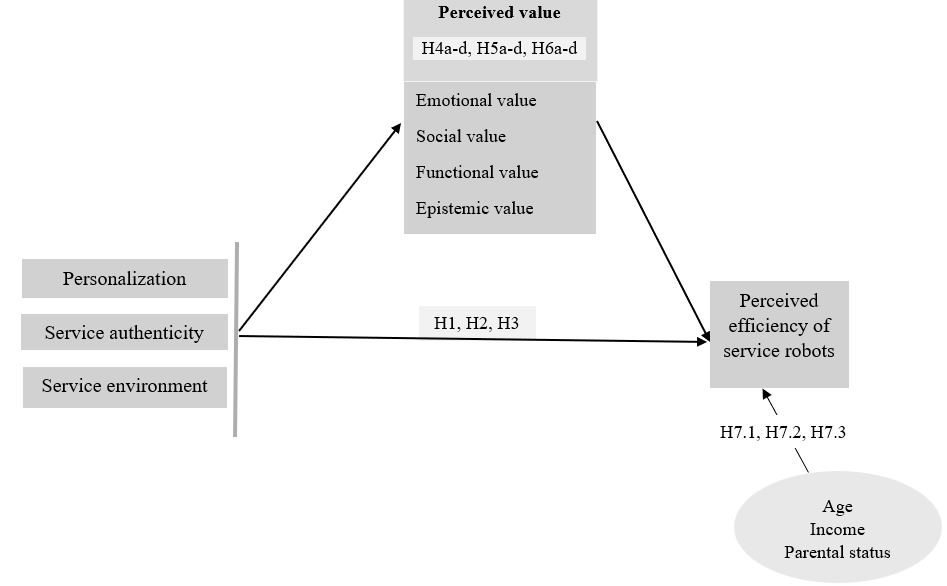 Perceived value
H4a-d, H5a-d, H6a-d
Emotional value
Social value
Functional value
Epistemic value
Personalization
Service authenticity
Service environment
H1, H2, H3
Perceived
efficiency of
service robots
H7.1, H7.2, H7.3
Age
Income
Parental status